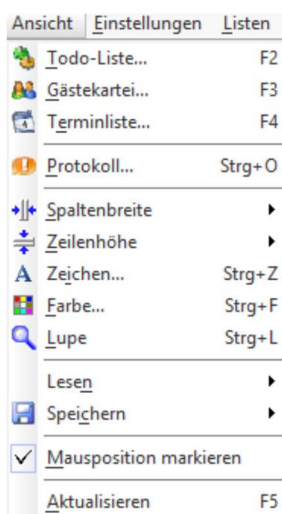 Ansicht Einstellungen Listen
Todo-Liste... F2
Gästekartei... F3
Terminliste... F4
Protokoll... Strg+O
Spaltenbreite
Zeilenhöhe
Zeichen... Strg+Z
Farbe... Strg+F
Lupe Strg+L
Lesen
Speichern
Mausposition markieren
Aktualisieren F5